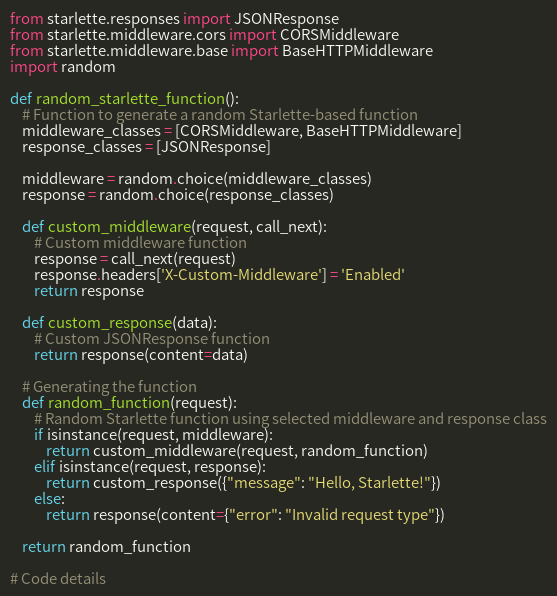 from starlette.responses import JSONResponse
from starlette.middleware.cors import CORSMiddleware
from starlette.middleware.base import BaseHTTPMiddleware
import random

def random_starlette_function():
    # Function to generate a random Starlette-based function
    middleware_classes = [CORSMiddleware, BaseHTTPMiddleware]
    response_classes = [JSONResponse]

    middleware = random.choice(middleware_classes)
    response = random.choice(response_classes)

    def custom_middleware(request, call_next):
        # Custom middleware function
        response = call_next(request)
        response.headers['X-Custom-Middleware'] = 'Enabled'
        return response

    def custom_response(data):
        # Custom JSONResponse function
        return response(content=data)

    # Generating the function
    def random_function(request):
        # Random Starlette function using selected middleware and response class
        if isinstance(request, middleware):
            return custom_middleware(request, random_function)
        elif isinstance(request, response):
            return custom_response({"message": "Hello, Starlette!"})
        else:
            return response(content={"error": "Invalid request type"})

    return random_function

# Code details